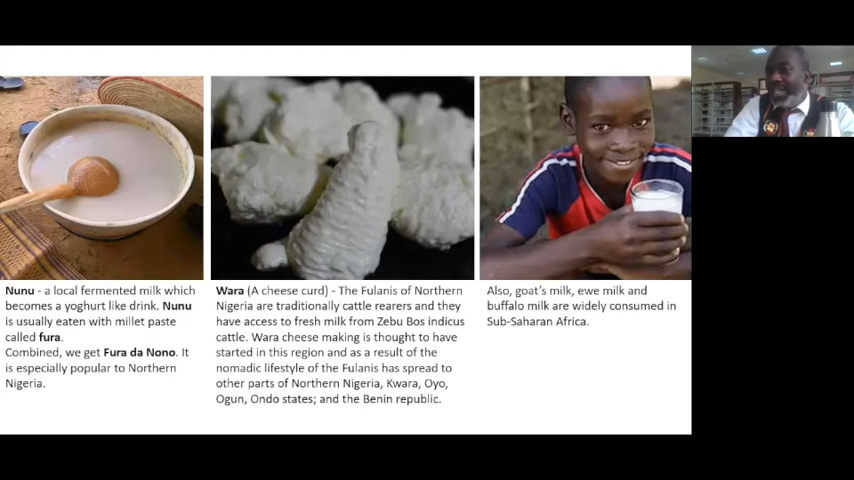 Nunu - a local fermented milk which
becomes a yoghurt like drink. Nunu
is usually eaten with millet paste
called fura.
Combined, we get Fura da Nono. It
is especially popular to Northern
Nigeria.
Wara (A cheese curd) - The Fulanis of Northern
Nigeria are traditionally cattle rearers and they
have access to fresh milk from Zebu Bos indicus
cattle. Wara cheese making is thought to have
started in this region and as a result of the
nomadic lifestyle of the Fulanis has spread to
other parts of Northern Nigeria, Kwara, Oyo,
Ogun, Ondo states; and the Benin republic.
Also, goat's milk, ewe milk and
buffalo milk are widely consumed in
Sub-Saharan Africa.